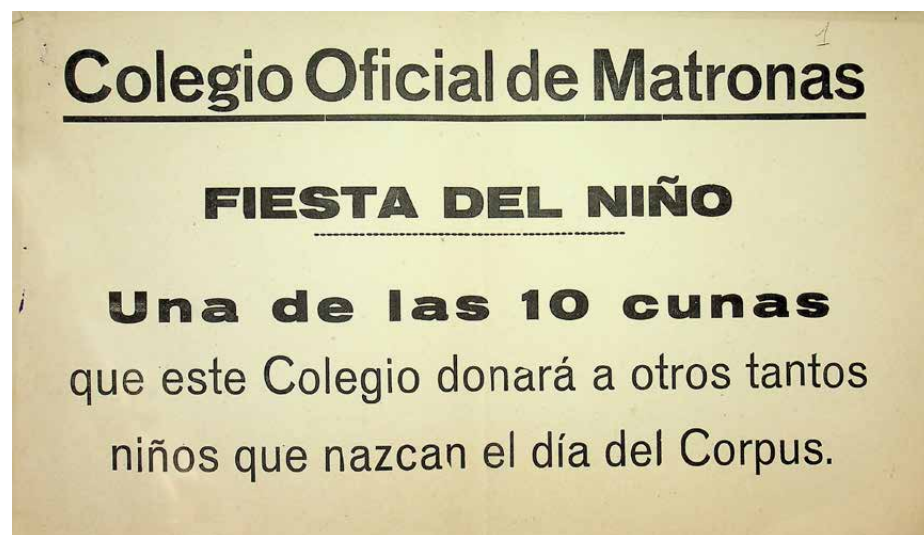 1
Colegio Oficial de Matronas
FIESTA DEL NIÑO
Una de las 10 cunas
que este Colegio donará a otros tantos
niños que nazcan el día del Corpus.